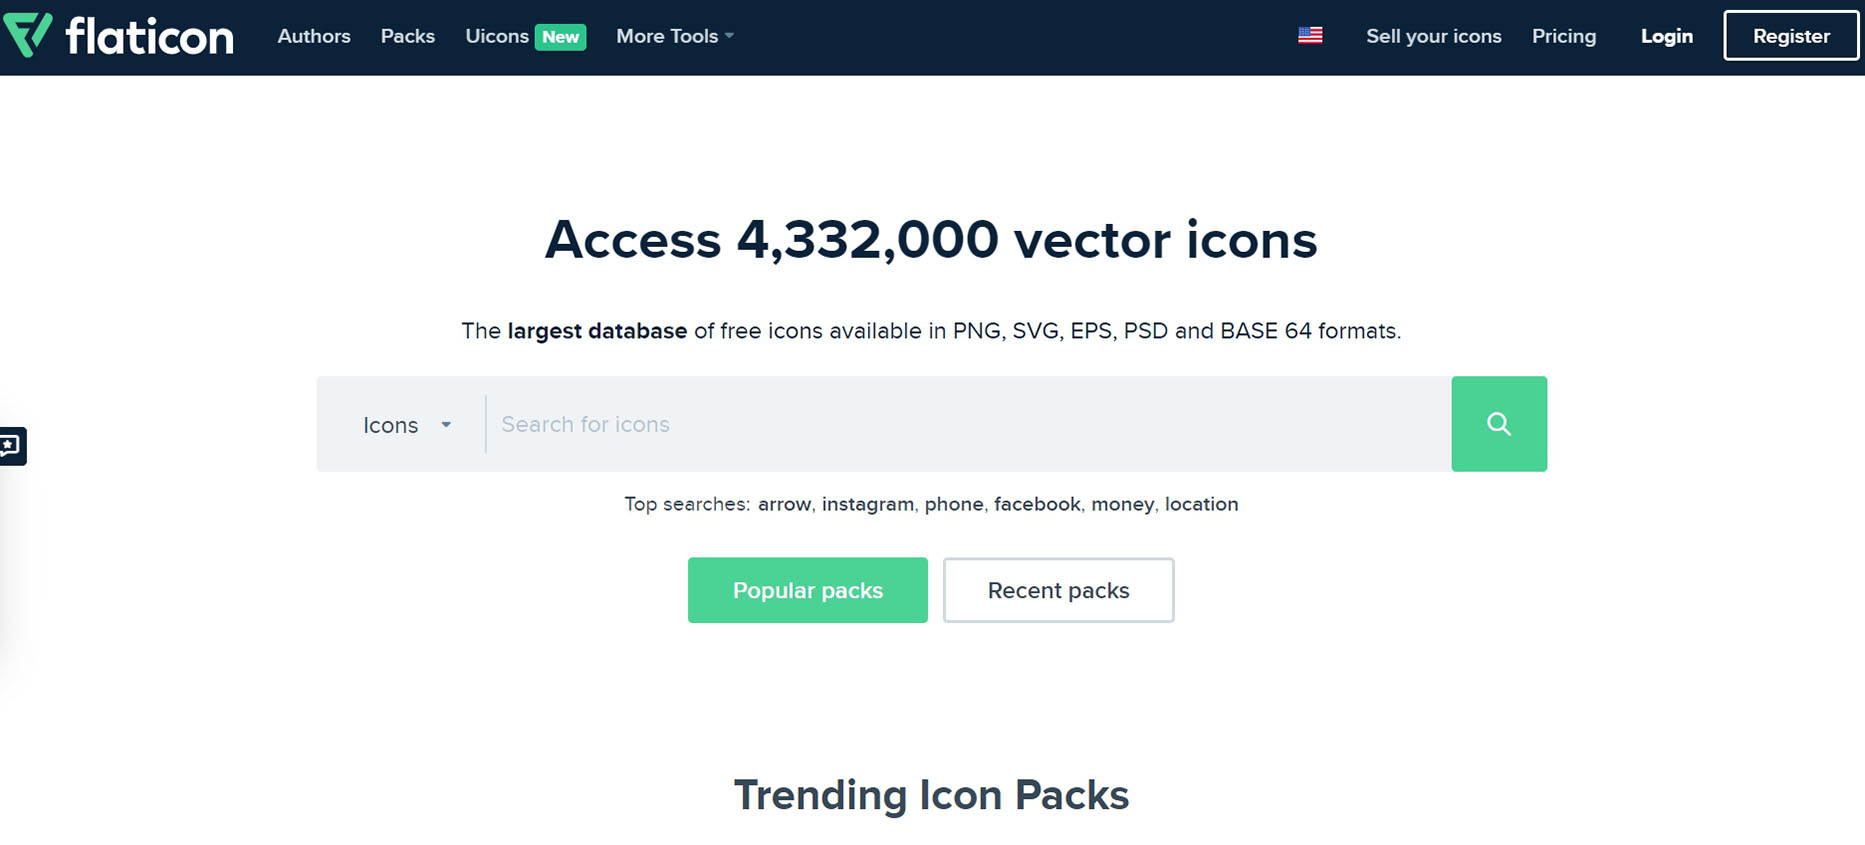 flaticon Authors Packs Uicons New More Tools Sell your icons Pricing Login Register
Access 4,332,000 vector icons
The largest database of free icons available in PNG, SVG, EPS, PSD and BASE 64 formats.
Icons Search for icons
Top searches: arrow, instagram, phone, facebook, money, location
Popular packs Recent packs
Trending Icon Packs